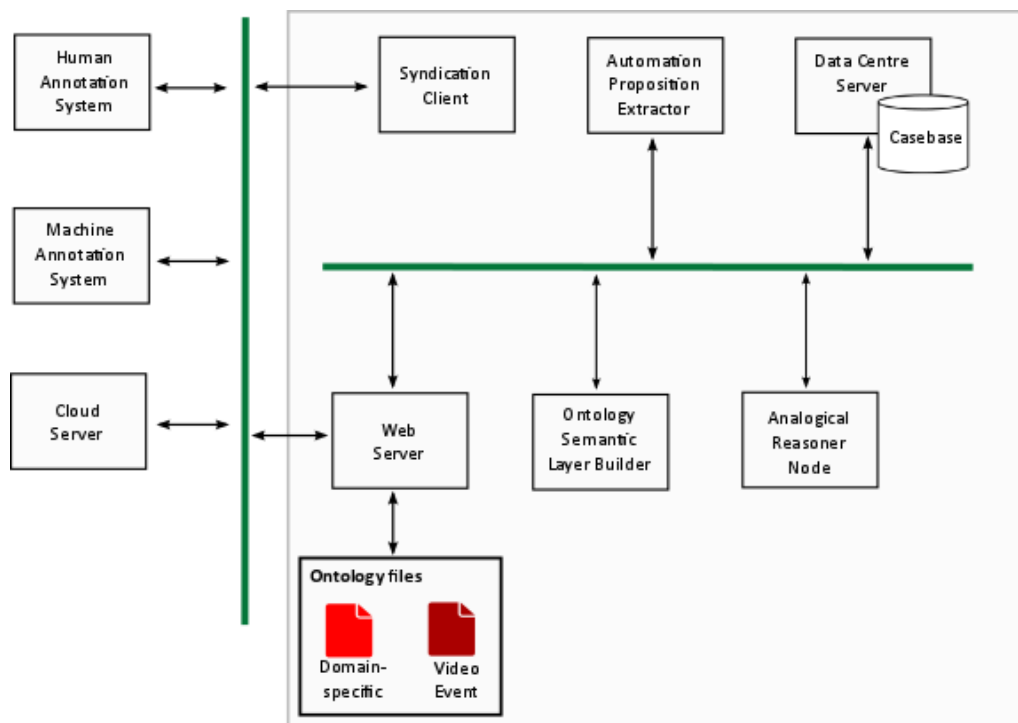 Human
Annotation
System
Syndication
Client
Automation
Proposition
Extractor
Data Centre
Server
Casebase
Machine
Annotation
System
Cloud
Server
Web
Server
Ontology
Semantic
Layer Builder
Analogical
Reasoner
Node
Ontology files
Domain-
specific
Video
Event